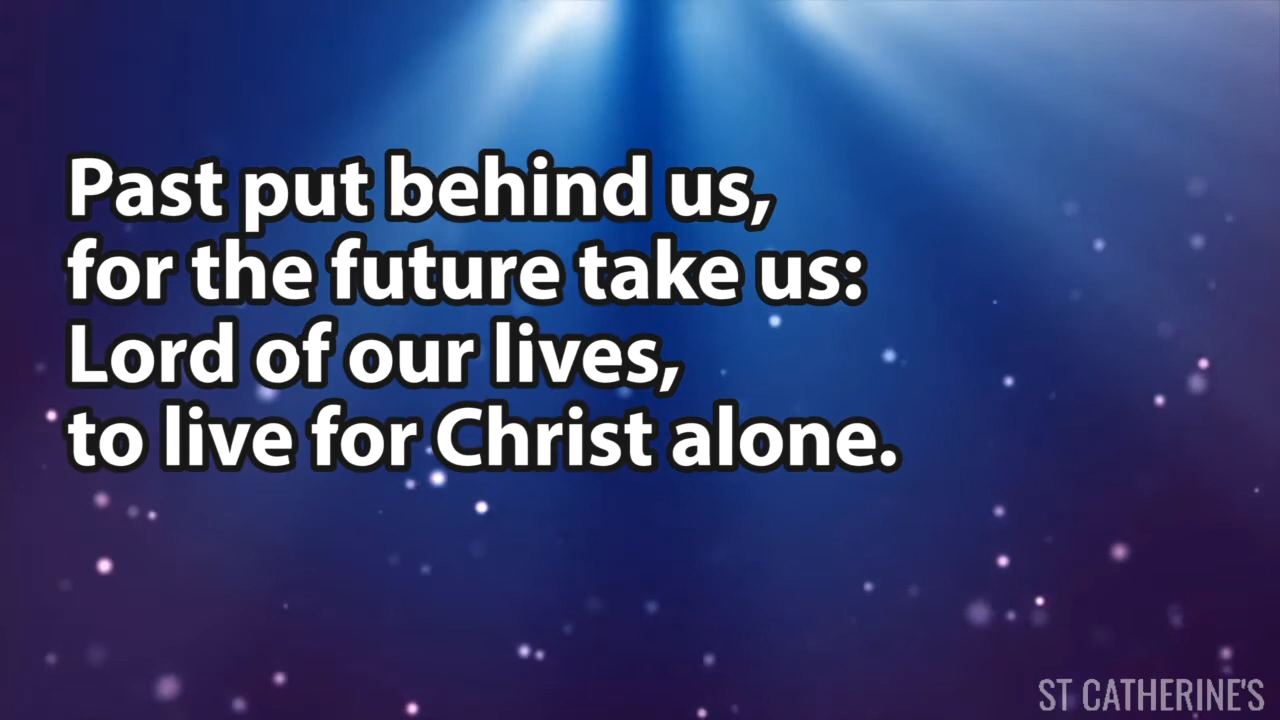 Past put behind us,
for the future take us:
Lord of our lives,
to live for Christ alone.
ST CATHERINE'S